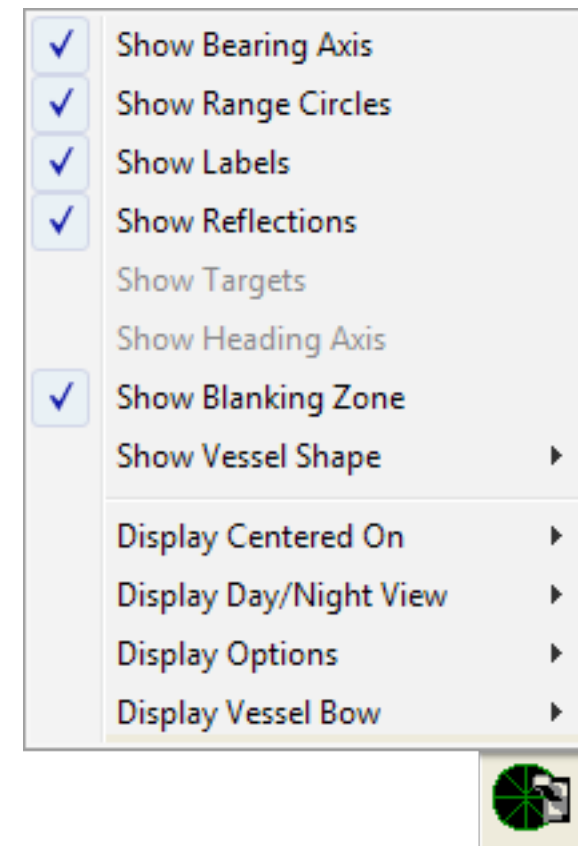 Show Bearing Axis
Show Range Circles
Show Labels
Show Reflections
Show Targets
Show Heading Axis
Show Blanking Zone
Show Vessel Shape
Display Centered On
Display Day/Night View
Display Options
Display Vessel Bow